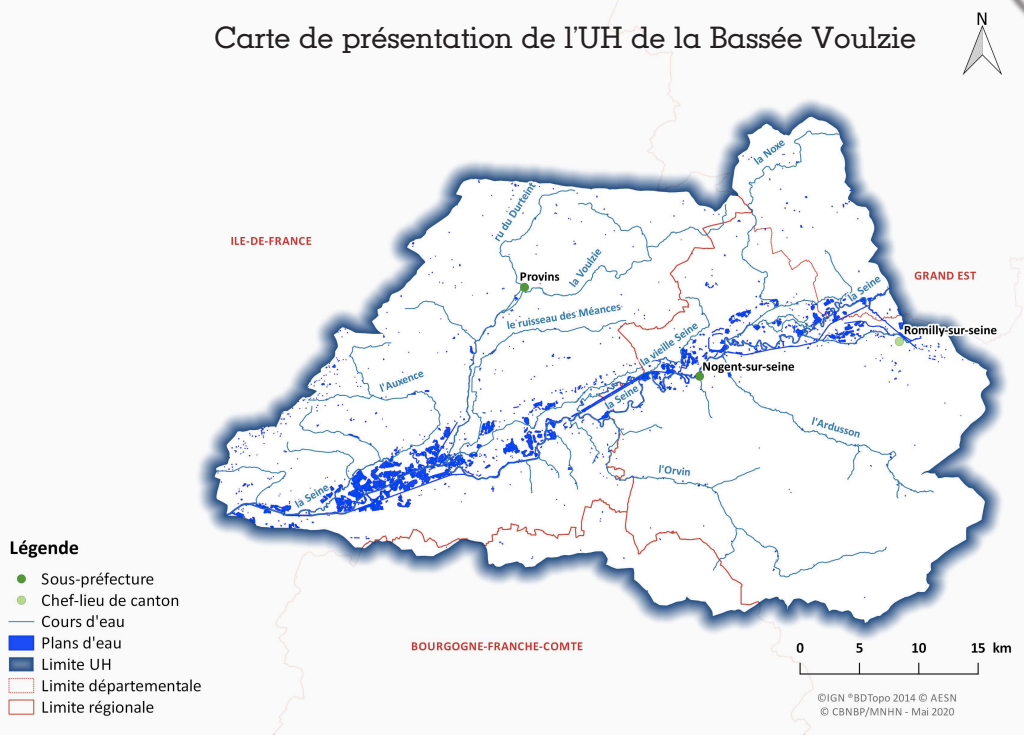 Carte de présentation de l'UH de la Bassée Voulzie
N
la Noxe
ru du Durteint
ILE-DE-FRANCE
la Voulzie
Provins
GRAND EST
la Seine
le ruisseau des Méances
Romilly-sur-seine
la vieille Seine
Nogent-sur-seine
l'Auxence
la Seine
l'Ardusson
l'Orvin
la Seine
Légende
Sous-préfecture
Chef-lieu de canton
Cours d'eau
Plans d'eau
Limite UH
Limite départementale
Limite régionale
BOURGOGNE-FRANCHE-COMTE
0 5 10 15 km
©IGN ®BDTopo 2014 © AESN
© CBNBP/MNHN - Mai 2020